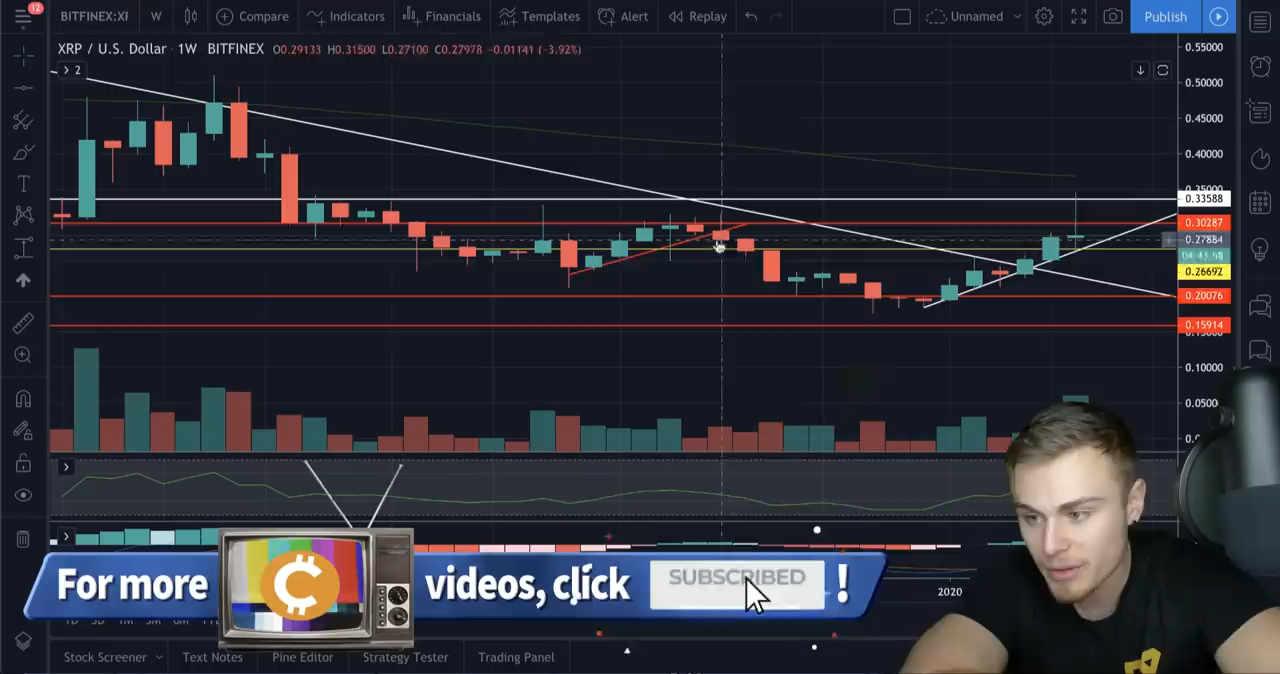 12
BITFINEX:XI
W
Compare
Indicators
Financials
Templates
Alert
Replay
Unnamed
Publish
XRP / U.S. Dollar · 1W · BITFINEX O0.29133 H0.31500 L0.27100 C0.27978 -0.01141 (-3.92%)
2
0.55000
0.50000
0.45000
0.40000
0.35000
0.33588
0.30287
0.27884
0.26692
0.20076
0.15914
0.10000
0.0500
0.0
2020
For more
C
videos, click
SUBSCRIBED
!
Stock Screener
Text Notes
Pine Editor
Strategy Tester
Trading Panel